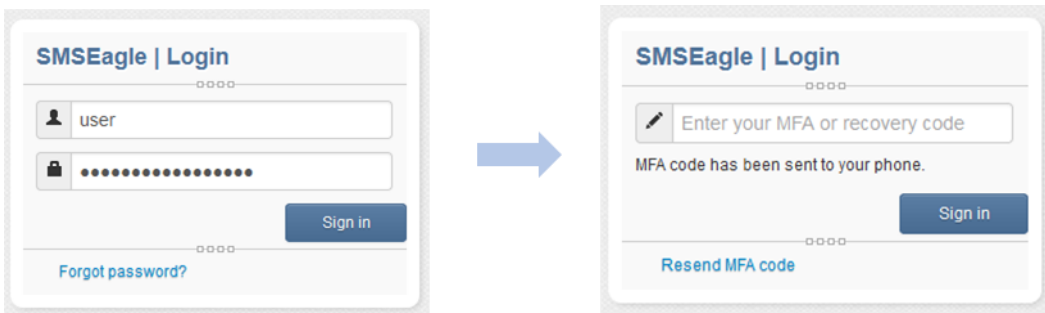 SMSEagle | Login
user
•••••••••••••••••
Sign in
Forgot password?
SMSEagle | Login
Enter your MFA or recovery code
MFA code has been sent to your phone.
Sign in
Resend MFA code